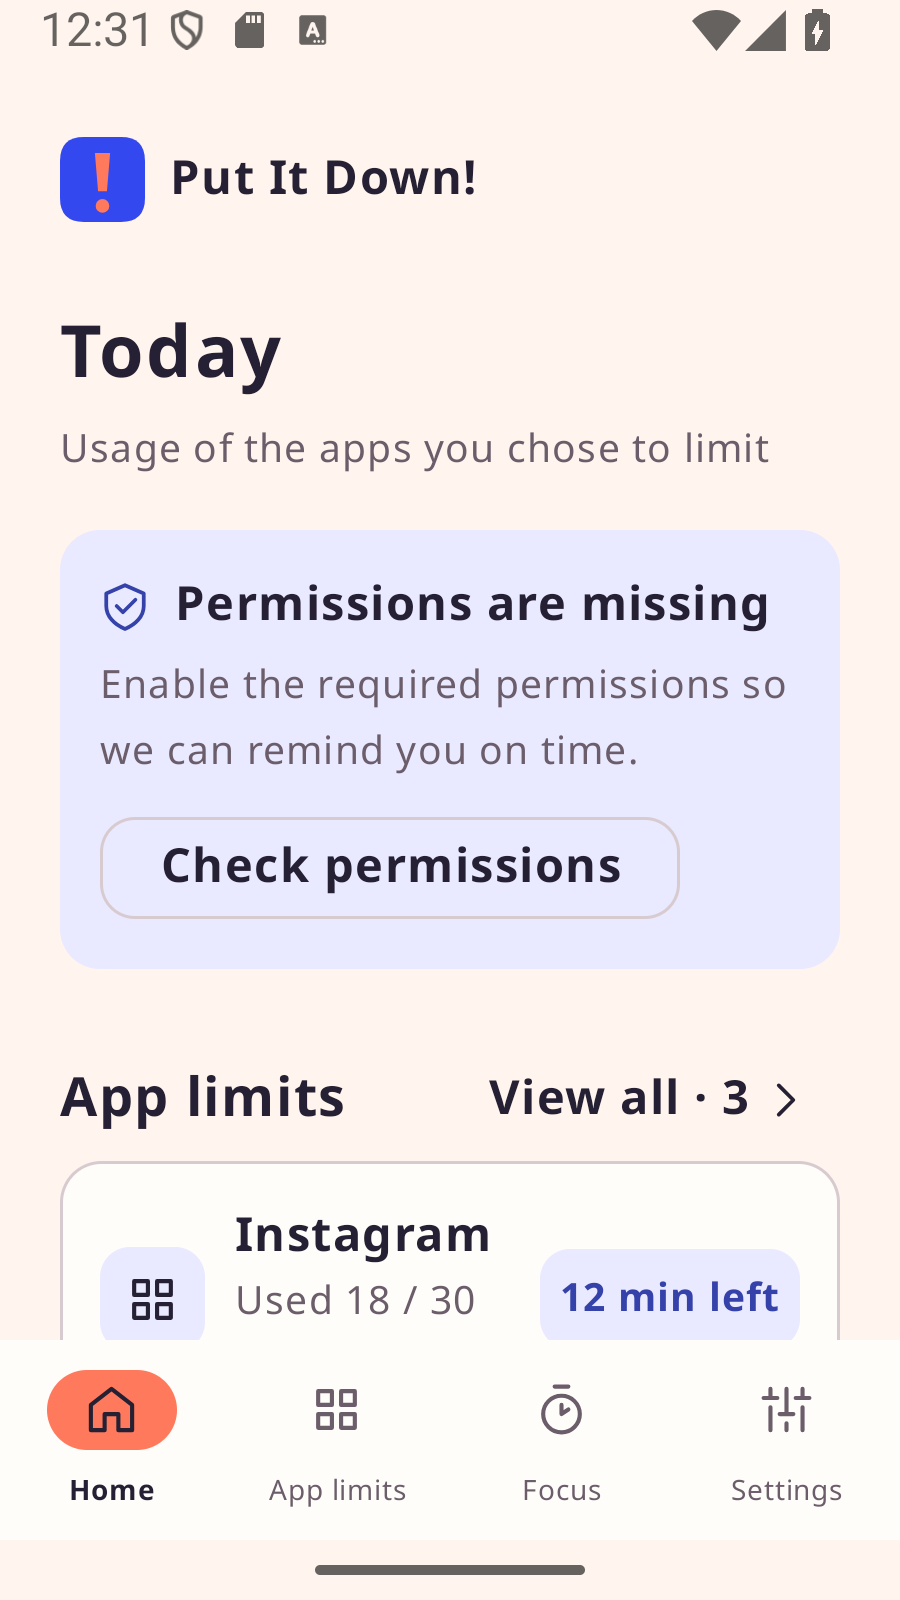 12:31
Put It Down!
Today
Usage of the apps you chose to limit
Permissions are missing
Enable the required permissions so
we can remind you on time.
Check permissions
App limits
View all · 3
Instagram
Used 18 / 30
12 min left
Home
App limits
Focus
Settings